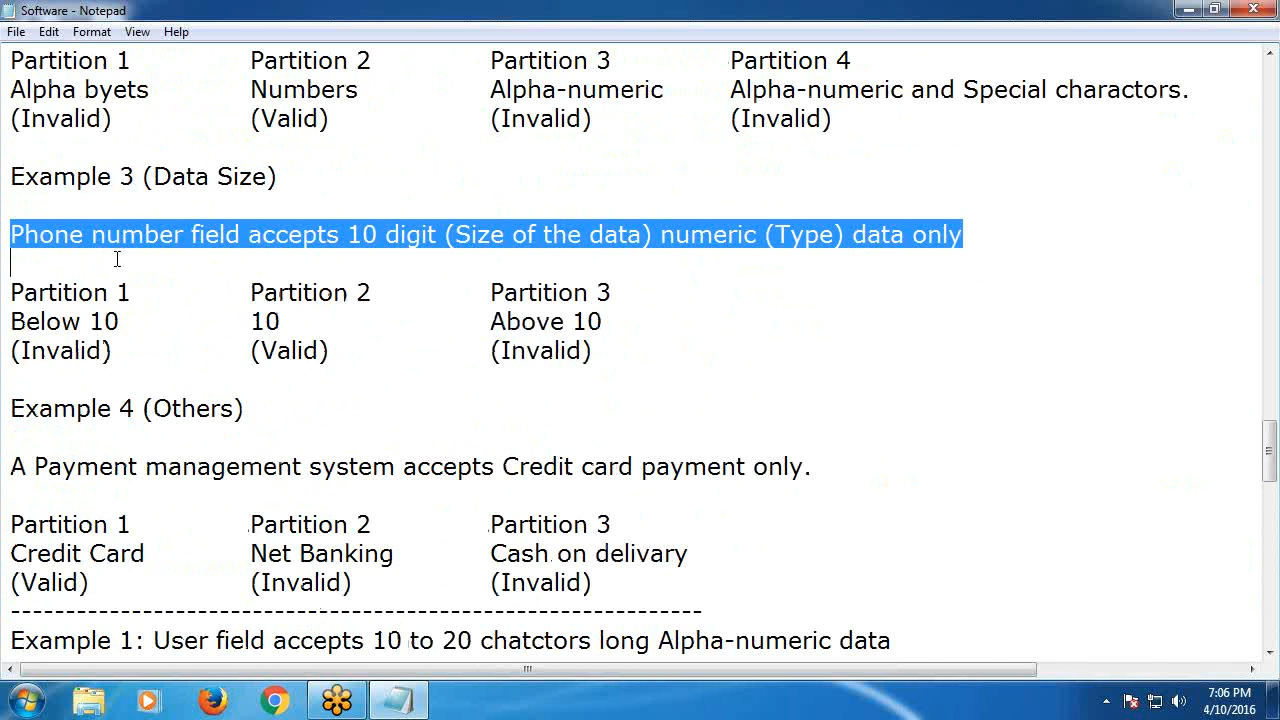 Software - Notepad
File Edit Format View Help
Partition 1 Partition 2 Partition 3 Partition 4
Alpha byets Numbers Alpha-numeric Alpha-numeric and Special charactors.
(Invalid) (Valid) (Invalid) (Invalid)
Example 3 (Data Size)
Phone number field accepts 10 digit (Size of the data) numeric (Type) data only
Partition 1 Partition 2 Partition 3
Below 10 10 Above 10
(Invalid) (Valid) (Invalid)
Example 4 (Others)
A Payment management system accepts Credit card payment only.
Partition 1 Partition 2 Partition 3
Credit Card Net Banking Cash on delivary
(Valid) (Invalid) (Invalid)
-----------------------------------------------------------
Example 1: User field accepts 10 to 20 chatctors long Alpha-numeric data
7:06 PM
4/10/2016